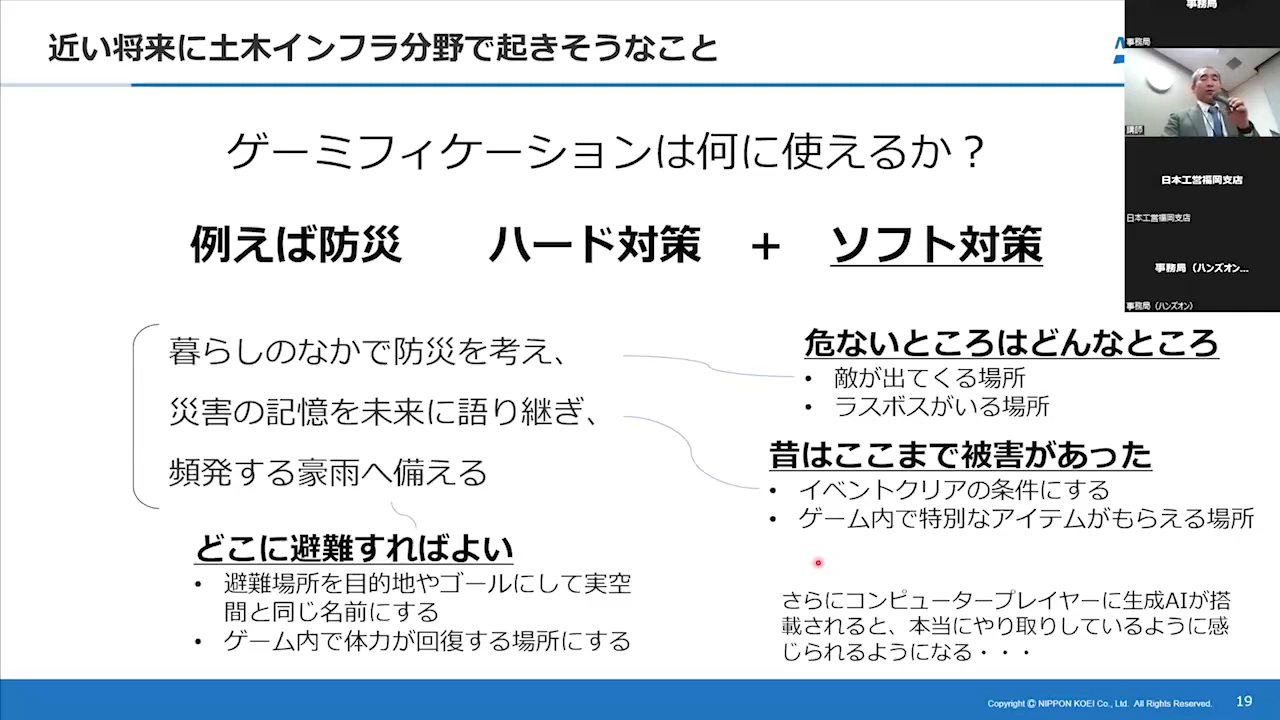 近い将来に土木インフラ分野で起きそうなこと
ゲーミフィケーションは何に使えるか？
例えば防災　ハード対策　+　ソフト対策
暮らしのなかで防災を考え、
災害の記憶を未来に語り継ぎ、
頻発する豪雨へ備える
危ないところはどんなところ
• 敵が出てくる場所
• ラスボスがいる場所
昔はここまで被害があった
• イベントクリアの条件にする
• ゲーム内で特別なアイテムがもらえる場所
どこに避難すればよい
• 避難場所を目的地やゴールにして実空
間と同じ名前にする
• ゲーム内で体力が回復する場所にする
さらにコンピュータープレイヤーに生成AIが搭
載されると、本当にやり取りしているように感
じられるようになる・・・
Copyright © NIPPON KOEI Co., Ltd. All Rights Reserved.
19
事務局
事務局
講師
日本工営福岡支店
日本工営福岡支店
事務局（ハンズオン...
事務局（ハンズオン）